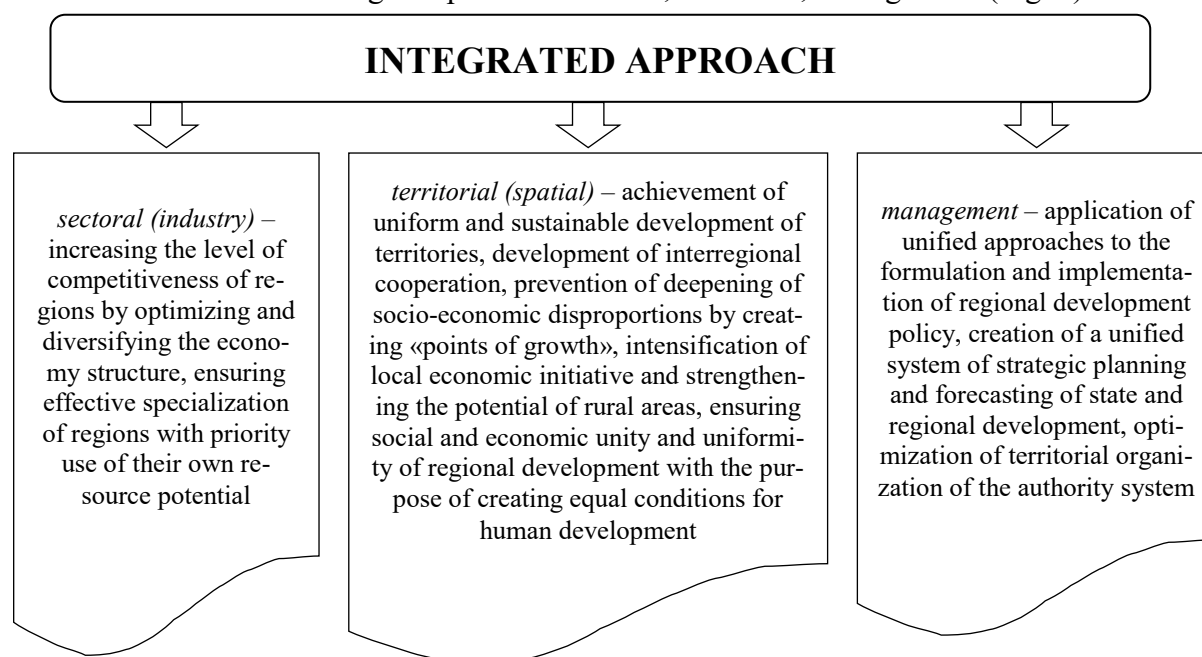 INTEGRATED APPROACH
sectoral (industry) –
increasing the level of
competitiveness of re-
gions by optimizing and
diversifying the econo-
my structure, ensuring
effective specialization
of regions with priority
use of their own re-
source potential
territorial (spatial) – achievement of
uniform and sustainable development of
territories, development of interregional
cooperation, prevention of deepening of
socio-economic disproportions by creat-
ing «points of growth», intensification of
local economic initiative and strengthen-
ing the potential of rural areas, ensuring
social and economic unity and uniformi-
ty of regional development with the pur-
pose of creating equal conditions for
human development
management – application of
unified approaches to the
formulation and implementa-
tion of regional development
policy, creation of a unified
system of strategic planning
and forecasting of state and
regional development, opti-
mization of territorial organi-
zation of the authority system